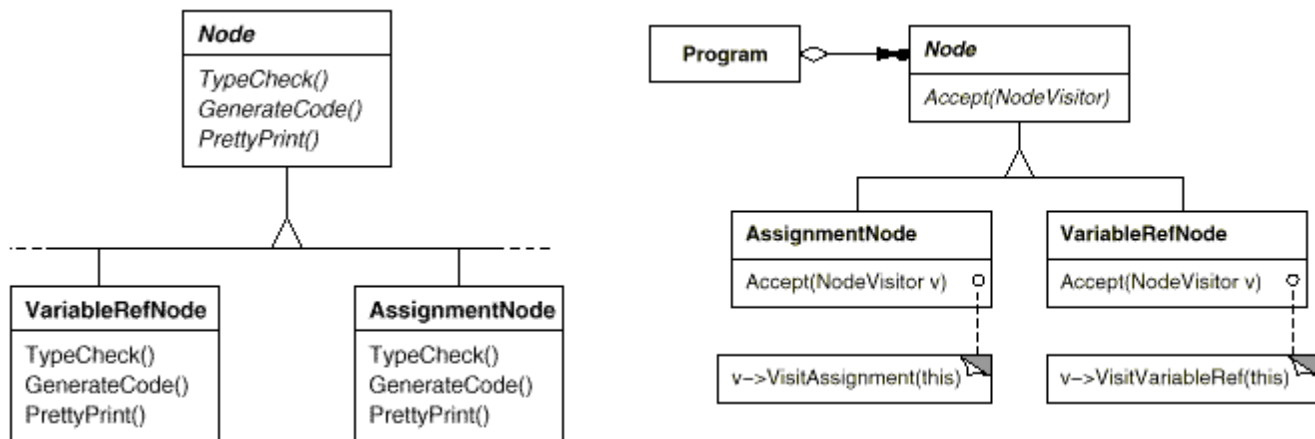 Node
TypeCheck()
GenerateCode()
PrettyPrint()
VariableRefNode
TypeCheck()
GenerateCode()
PrettyPrint()
AssignmentNode
TypeCheck()
GenerateCode()
PrettyPrint()
Program
Node
Accept(NodeVisitor)
AssignmentNode
Accept(NodeVisitor v)
v->VisitAssignment(this)
VariableRefNode
Accept(NodeVisitor v)
v->VisitVariableRef(this)